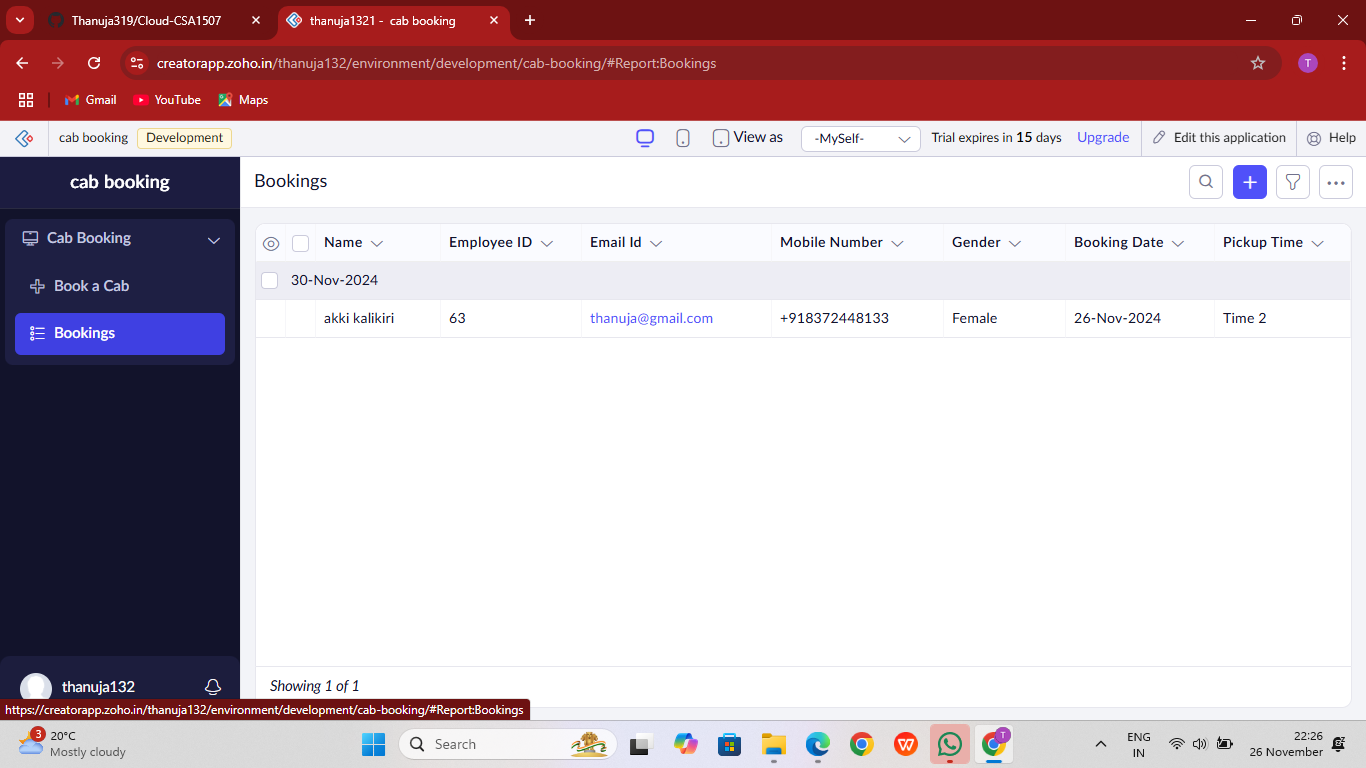 Thanuja319/Cloud-CSA1507
thanuja1321 - cab booking
creatorapp.zoho.in/thanuja132/environment/development/cab-booking/#Report:Bookings
T
Gmail
YouTube
Maps
cab booking Development
View as
-MySelf-
Trial expires in 15 days
Upgrade
Edit this application
Help
cab booking
Cab Booking
Book a Cab
Bookings
Bookings
Name Employee ID Email Id Mobile Number Gender Booking Date Pickup Time
30-Nov-2024
akki kalikiri 63 thanuja@gmail.com +918372448133 Female 26-Nov-2024 Time 2
Showing 1 of 1
thanuja132
https://creatorapp.zoho.in/thanuja132/environment/development/cab-booking/#Report:Bookings
3
20°C
Mostly cloudy
Search
W
T
ENG
IN
22:26
26 November